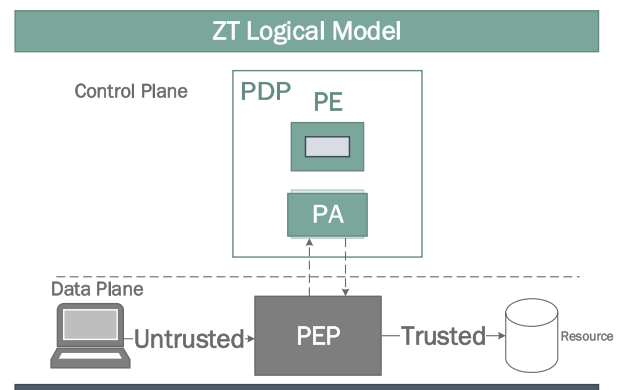 ZT Logical Model
Control Plane
PDP
PE
PA
Data Plane
Untrusted
PEP
Trusted
Resource